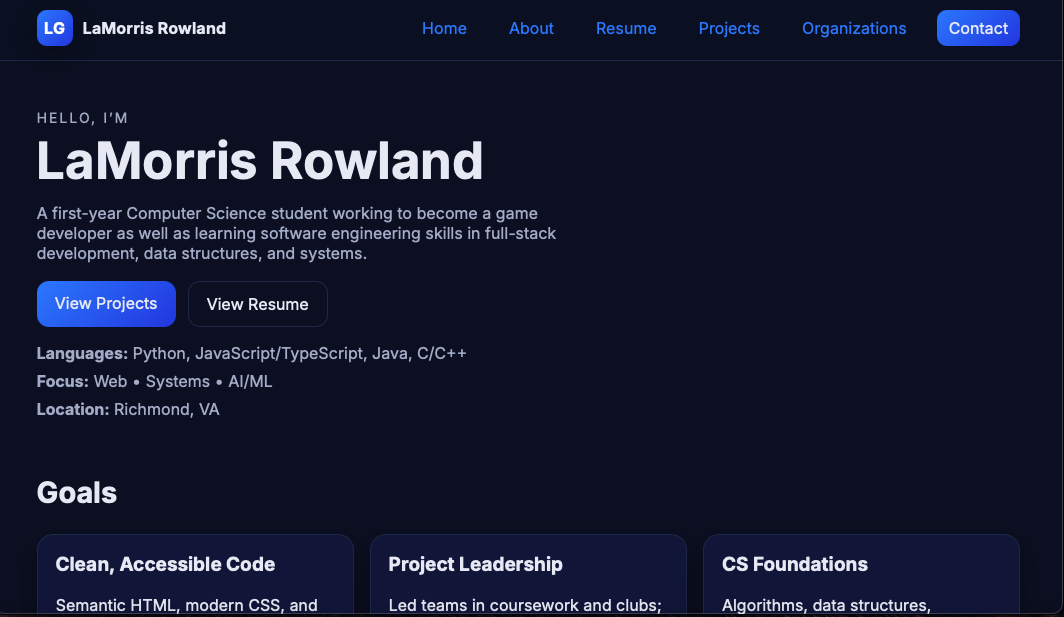 LG LaMorris Rowland Home About Resume Projects Organizations Contact
HELLO, I’M
LaMorris Rowland
A first-year Computer Science student working to become a game
developer as well as learning software engineering skills in full-stack
development, data structures, and systems.
View Projects View Resume
Languages: Python, JavaScript/TypeScript, Java, C/C++
Focus: Web • Systems • AI/ML
Location: Richmond, VA
Goals
Clean, Accessible Code
Semantic HTML, modern CSS, and
Project Leadership
Led teams in coursework and clubs;
CS Foundations
Algorithms, data structures,